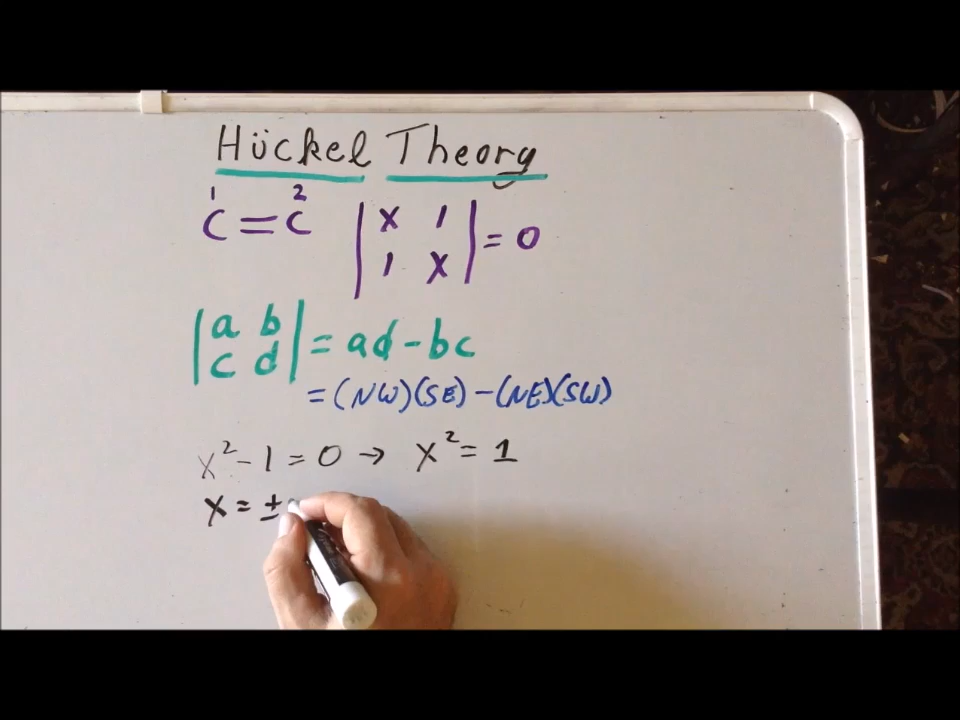 Hückel Theory
1 2
C=C |x 1| = 0
|1 x|
|a b| = ad-bc
|c d|
=(NW)(SE)-(NE)(SW)
x²-1=0 → x²=1
x=±